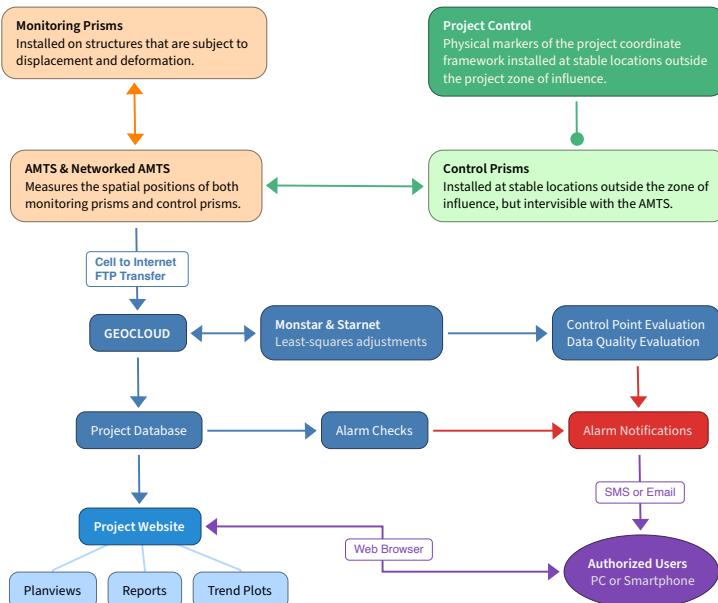 Monitoring Prisms
Installed on structures that are subject to
displacement and deformation.
Project Control
Physical markers of the project coordinate
framework installed at stable locations outside
the project zone of influence.
AMTS & Networked AMTS
Measures the spatial positions of both
monitoring prisms and control prisms.
Control Prisms
Installed at stable locations outside the zone of
influence, but intervisible with the AMTS.
Cell to Internet
FTP Transfer
GEOCLOUD
Monstar & Starnet
Least-squares adjustments
Control Point Evaluation
Data Quality Evaluation
Project Database
Alarm Checks
Alarm Notifications
SMS or Email
Project Website
Web Browser
Authorized Users
PC or Smartphone
Planviews
Reports
Trend Plots